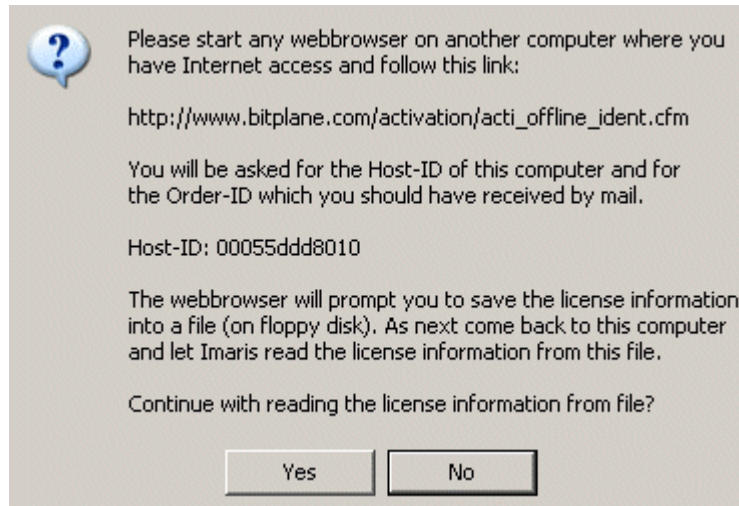 Please start any webbrowser on another computer where you
have Internet access and follow this link:
http://www.bitplane.com/activation/acti_offline_ident.cfm
You will be asked for the Host-ID of this computer and for
the Order-ID which you should have received by mail.
Host-ID: 00055ddd8010
The webbrowser will prompt you to save the license information
into a file (on floppy disk). As next come back to this computer
and let Imaris read the license information from this file.
Continue with reading the license information from file?
Yes
No